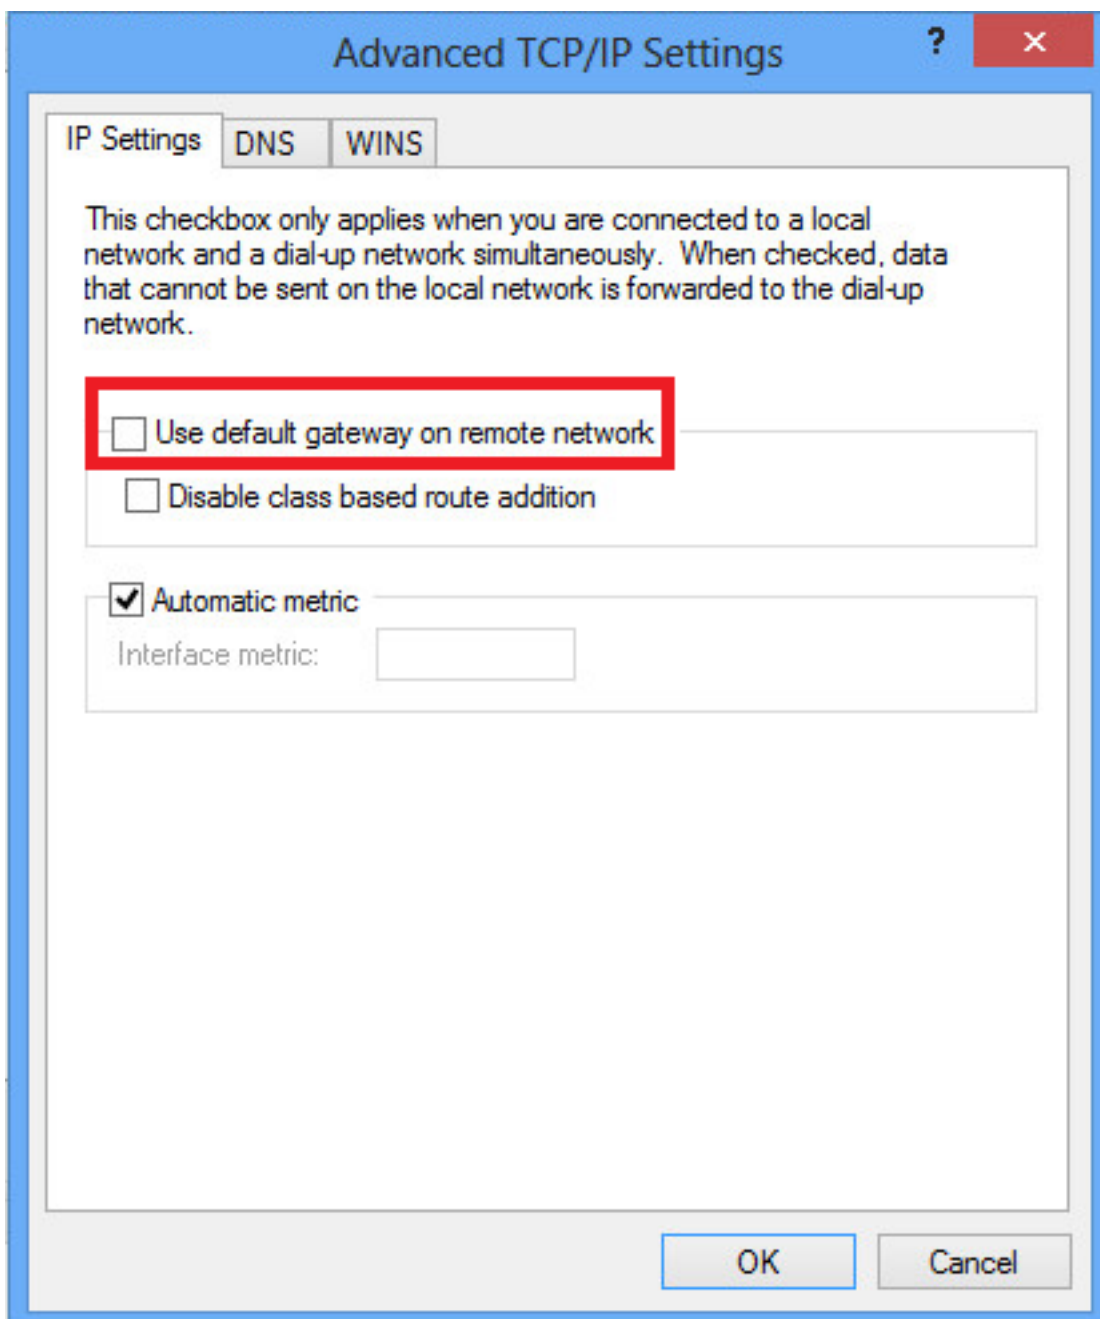 Advanced TCP/IP Settings
?
IP Settings
DNS
WINS
This checkbox only applies when you are connected to a local
network and a dial-up network simultaneously.  When checked, data
that cannot be sent on the local network is forwarded to the dial-up
network.
Use default gateway on remote network
Disable class based route addition
Automatic metric
Interface metric:
OK
Cancel